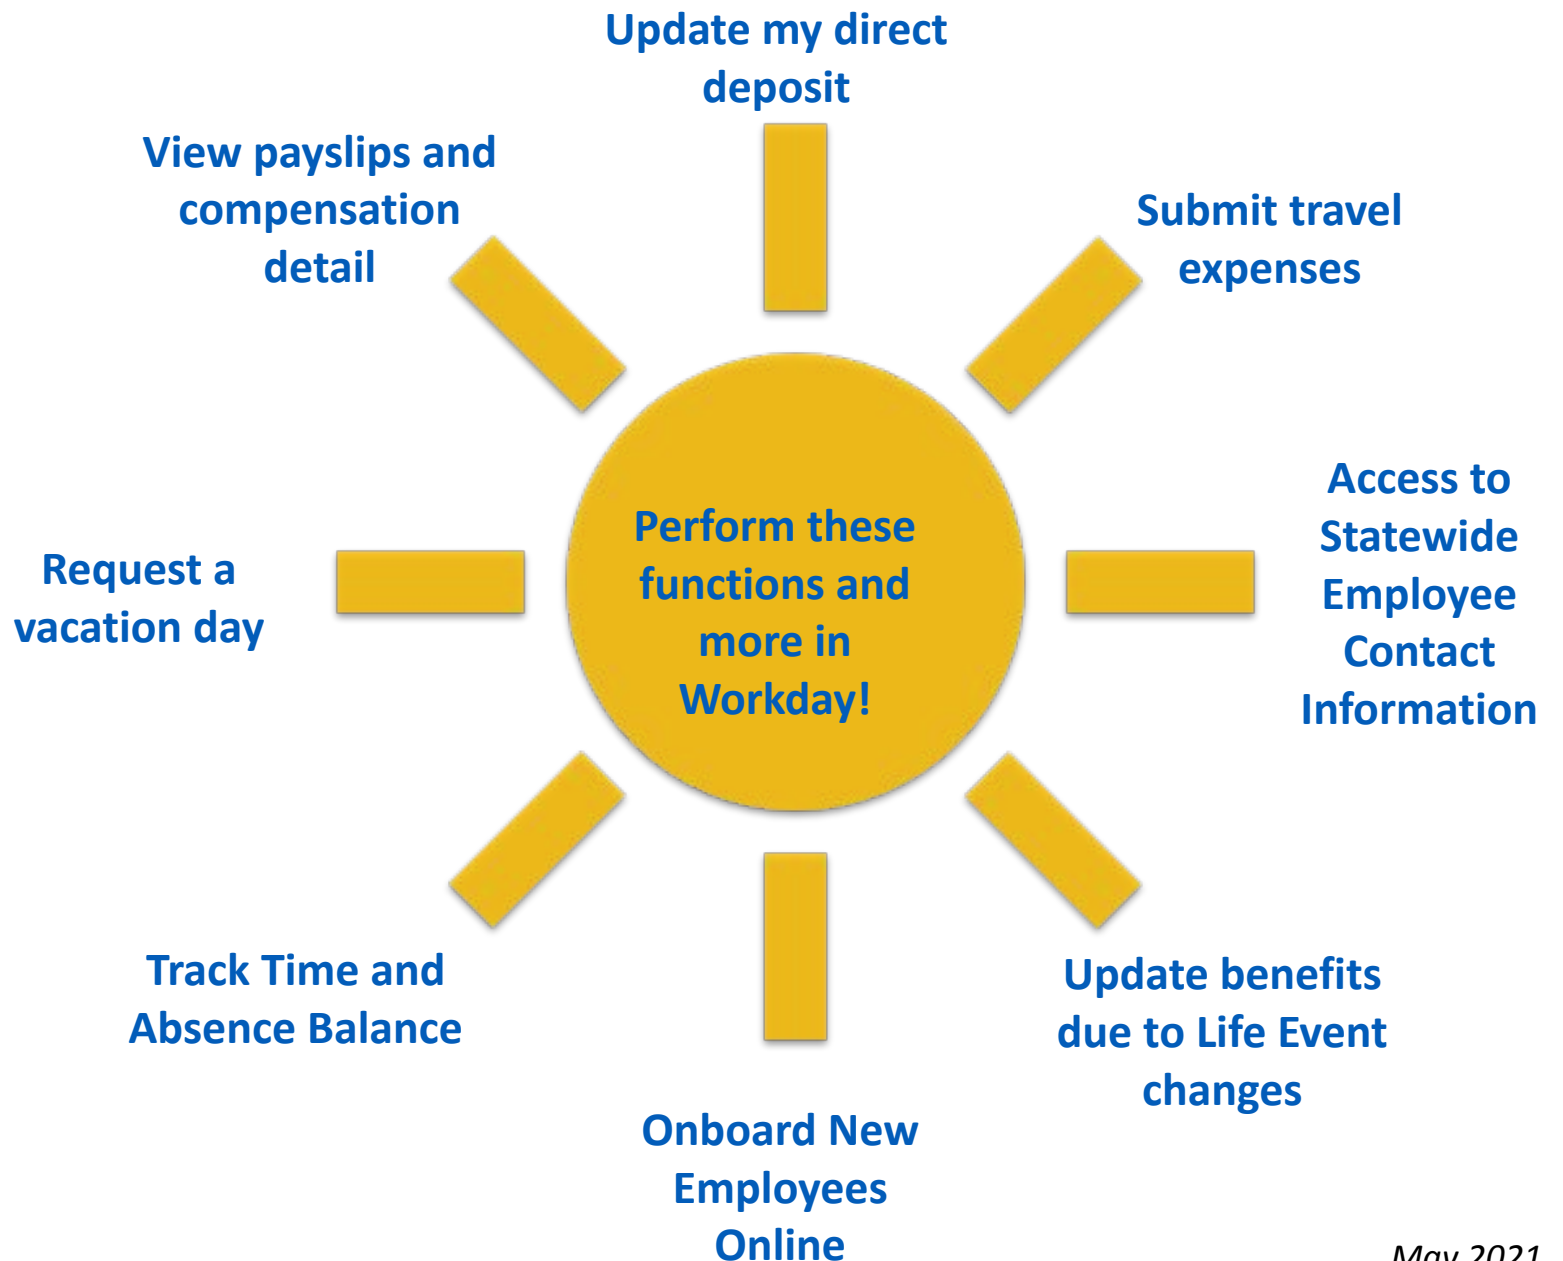 Update my direct
deposit
View payslips and
compensation
detail
Submit travel
expenses
Request a
vacation day
Perform these
functions and
more in
Workday!
Access to
Statewide
Employee
Contact
Information
Track Time and
Absence Balance
Update benefits
due to Life Event
changes
Onboard New
Employees
Online
May 2021